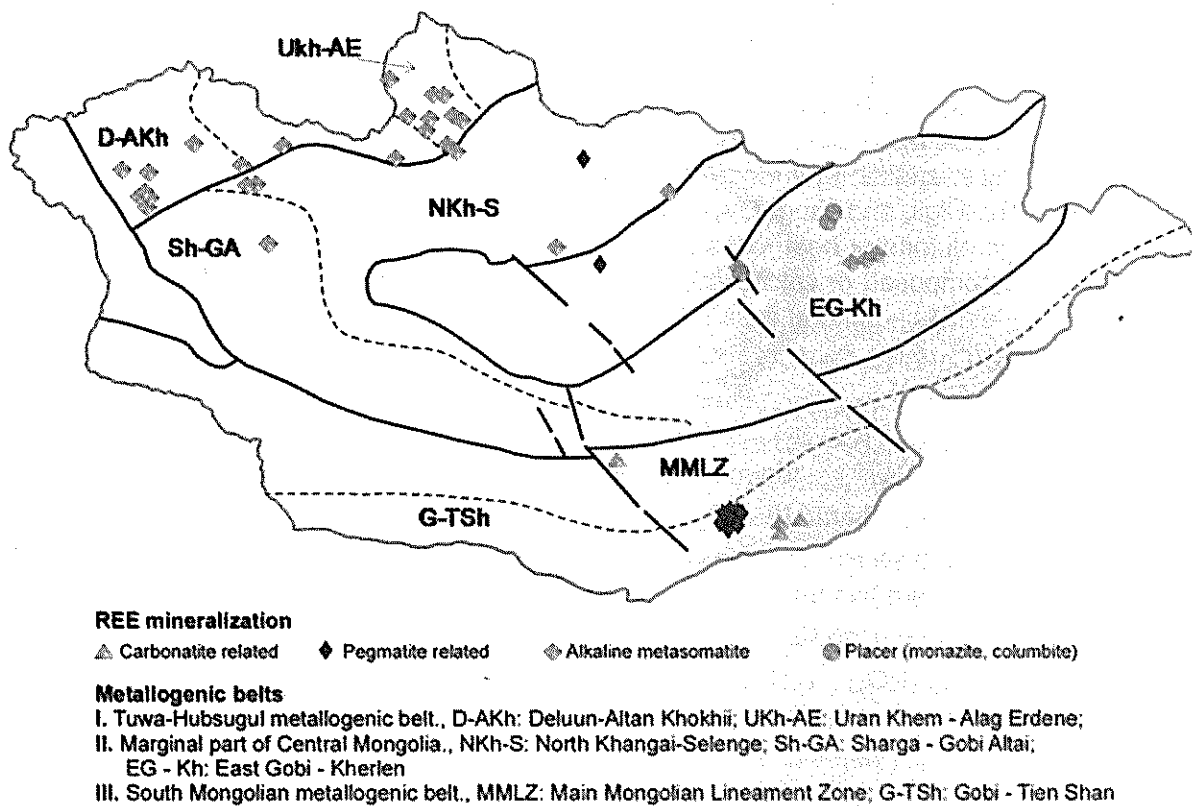 Ukh-AE
D-AKh
NKh-S
Sh-GA
EG-Kh
MMLZ
G-TSh
REE mineralization
Carbonatite related Pegmatite related Alkaline metasomatite Placer (monazite, columbite)
Metallogenic belts
I. Tuwa-Hubsugul metallogenic belt., D-AKh: Deluun-Altan Khokhii; UKh-AE: Uran Khem - Alag Erdene;
II. Marginal part of Central Mongolia., NKh-S: North Khangai-Selenge; Sh-GA: Sharga - Gobi Altai;
EG - Kh: East Gobi - Kherlen
III. South Mongolian metallogenic belt., MMLZ: Main Mongolian Lineament Zone; G-TSh: Gobi - Tien Shan